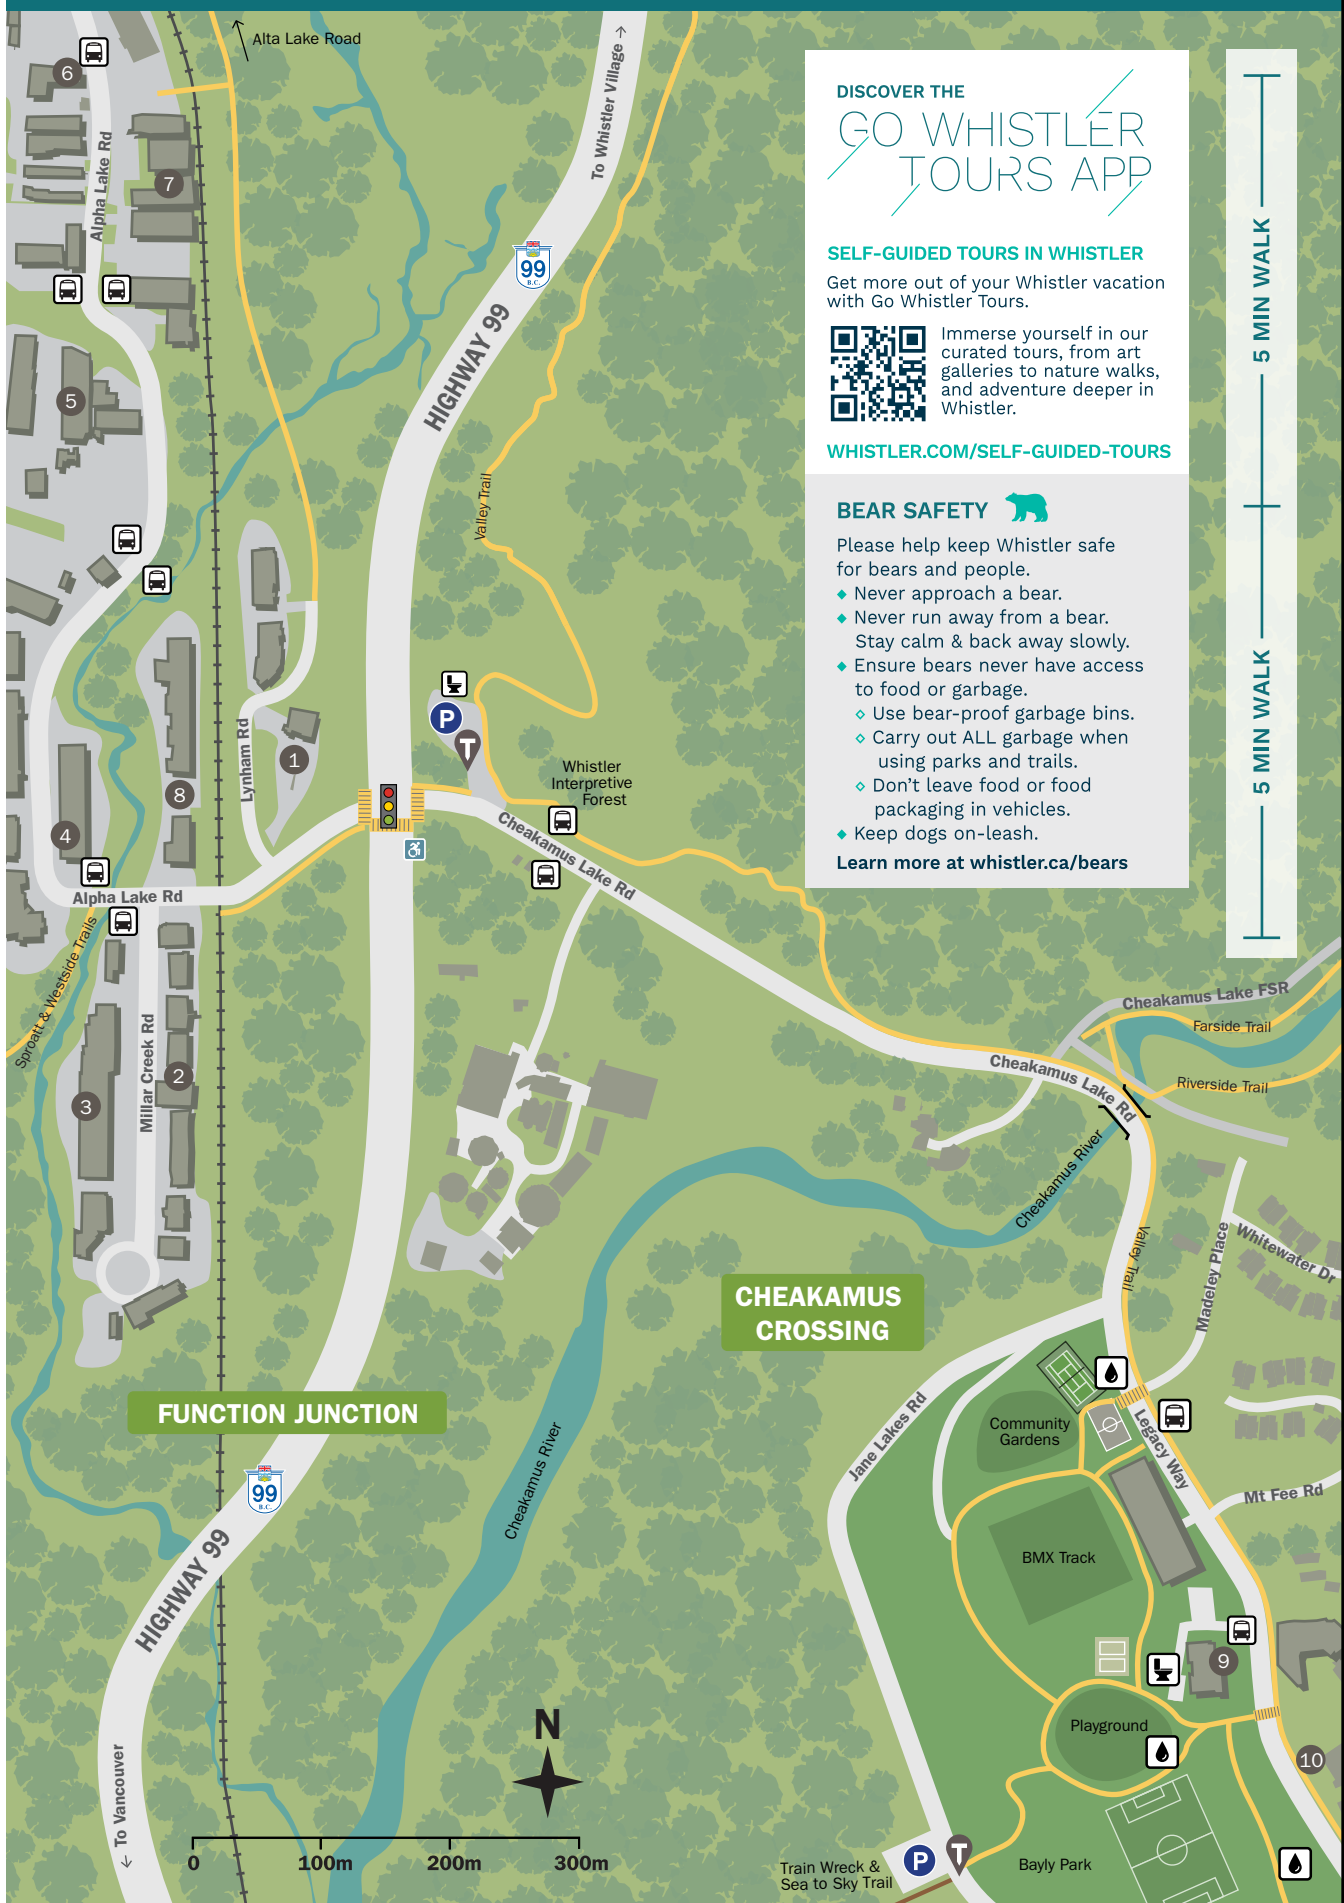 Alta Lake Road
To Whistler Village
6
Alpha Lake Rd
7
99
B.C.
HIGHWAY 99
5
Valley Trail
DISCOVER THE
GO WHISTLER
TOURS APP
SELF-GUIDED TOURS IN WHISTLER
Get more out of your Whistler vacation
with Go Whistler Tours.
Immerse yourself in our
curated tours, from art
galleries to nature walks,
and adventure deeper in
Whistler.
WHISTLER.COM/SELF-GUIDED-TOURS
BEAR SAFETY
Please help keep Whistler safe
for bears and people.
Never approach a bear.
Never run away from a bear.
Stay calm & back away slowly.
Ensure bears never have access
to food or garbage.
Use bear-proof garbage bins.
Carry out ALL garbage when
using parks and trails.
Don't leave food or food
packaging in vehicles.
Keep dogs on-leash.
Learn more at whistler.ca/bears
5 MIN WALK
5 MIN WALK
P
T
Lynham Rd
1
8
4
Whistler
Interpretive
Forest
Cheakamus Lake Rd
Alpha Lake Rd
Sproatt & Westside Trails
Millar Creek Rd
2
3
Cheakamus Lake FSR
Farside Trail
Riverside Trail
Cheakamus Lake Rd
Cheakamus River
Valley Trail
Madeley Place
Whitewater Dr
CHEAKAMUS
CROSSING
FUNCTION JUNCTION
99
B.C.
HIGHWAY 99
Cheakamus River
Jane Lakes Rd
Community
Gardens
Legacy Way
Mt Fee Rd
BMX Track
9
Playground
10
To Vancouver
N
0
100m
200m
300m
Train Wreck &
Sea to Sky Trail
P
T
Bayly Park